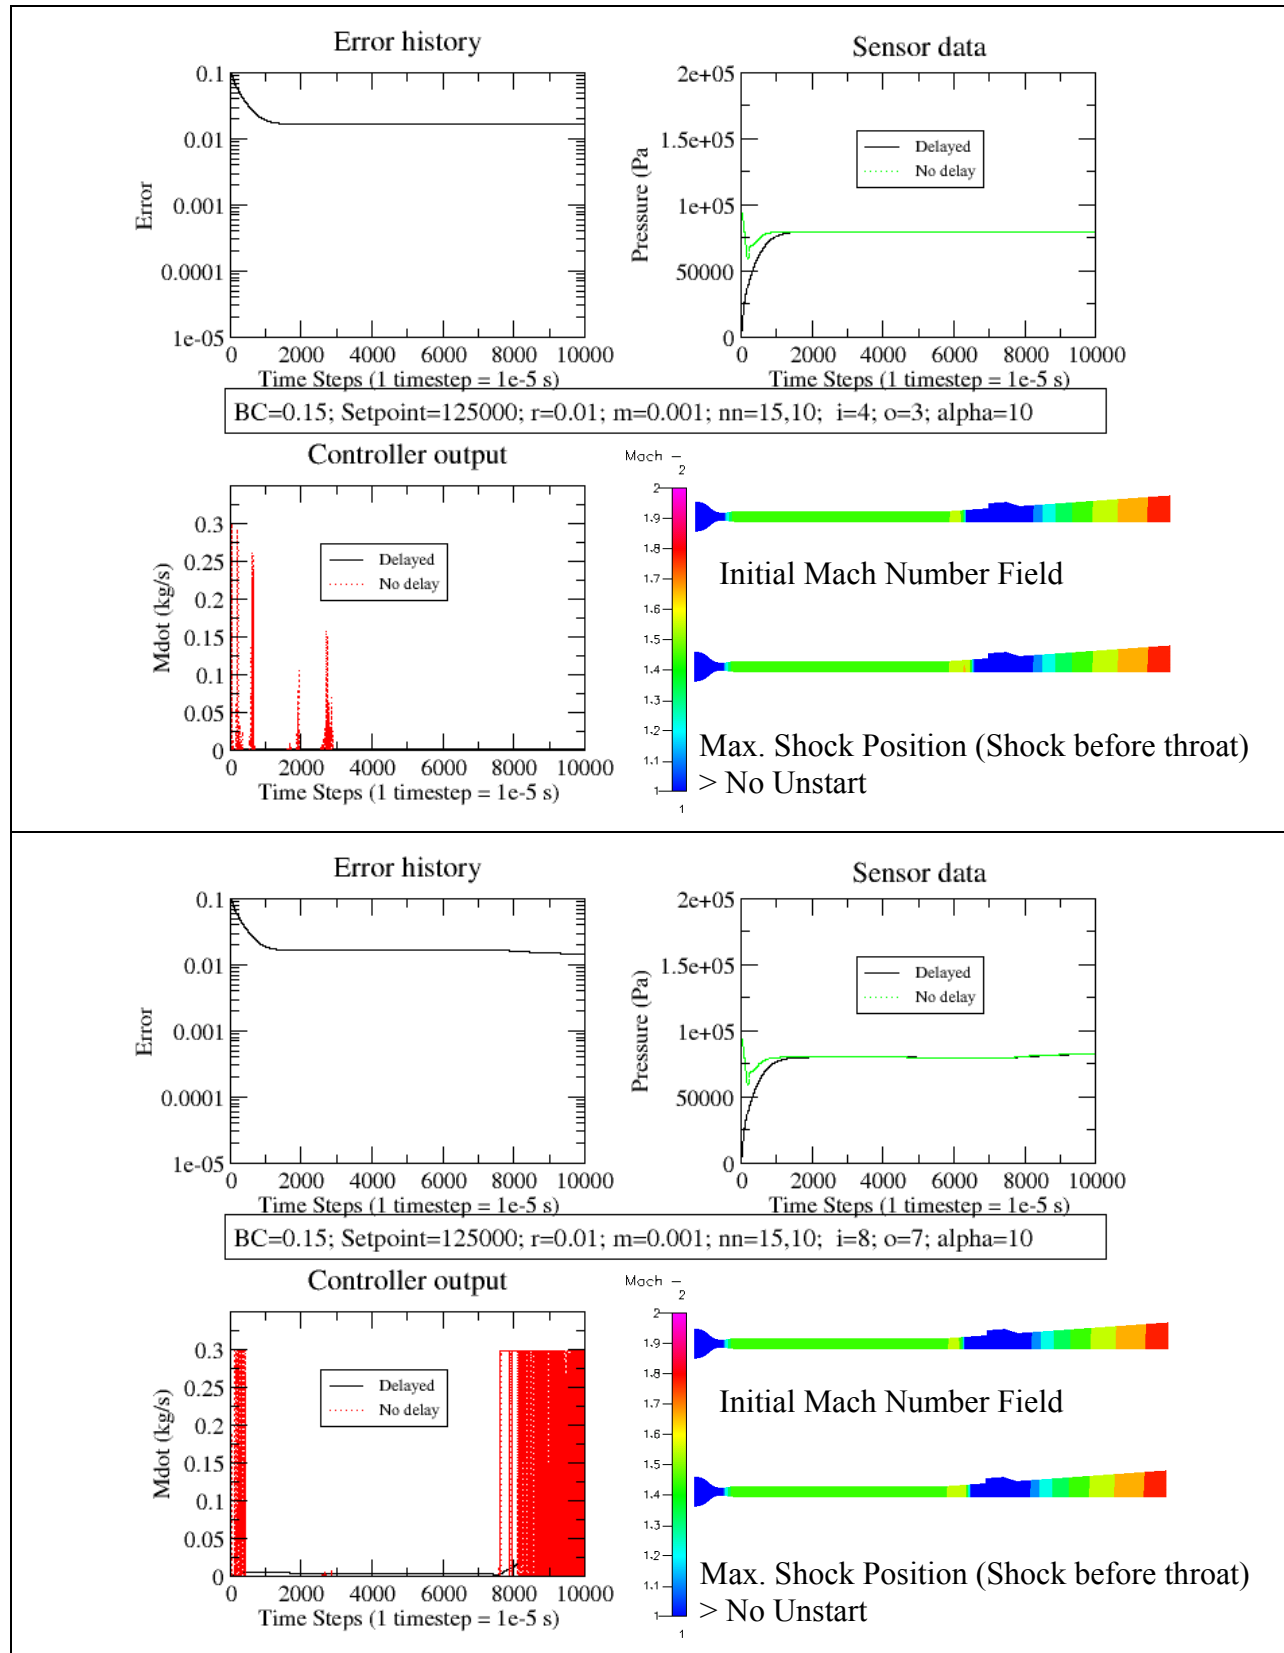 Error history
0.1
0.01
0.001
0.0001
1e-05
Error
0 2000 4000 6000 8000 10000
Time Steps (1 timestep = 1e-5 s)
Sensor data
2e+05
1.5e+05
1e+05
50000
0
Pressure (Pa
Delayed
No delay
0 2000 4000 6000 8000 10000
Time Steps (1 timestep = 1e-5 s)
BC=0.15; Setpoint=125000; r=0.01; m=0.001; nn=15,10; i=4; o=3; alpha=10
Controller output
0.3
0.25
0.2
0.15
0.1
0.05
0
Mdot (kg/s)
Delayed
No delay
0 2000 4000 6000 8000 10000
Time Steps (1 timestep = 1e-5 s)
Mach –
2
2
1.9
1.8
1.7
1.6
1.5
1.4
1.3
1.2
1.1
1
1
Initial Mach Number Field
Max. Shock Position (Shock before throat)
> No Unstart
Error history
0.1
0.01
0.001
0.0001
1e-05
Error
0 2000 4000 6000 8000 10000
Time Steps (1 timestep = 1e-5 s)
Sensor data
2e+05
1.5e+05
1e+05
50000
0
Pressure (Pa)
Delayed
No delay
0 2000 4000 6000 8000 10000
Time Steps (1 timestep = 1e-5 s)
BC=0.15; Setpoint=125000; r=0.01; m=0.001; nn=15,10; i=8; o=7; alpha=10
Controller output
0.3
0.25
0.2
0.15
0.1
0.05
0
Mdot (kg/s)
Delayed
No delay
0 2000 4000 6000 8000 10000
Time Steps (1 timestep = 1e-5 s)
Mach –
2
2
1.9
1.8
1.7
1.6
1.5
1.4
1.3
1.2
1.1
1
1
Initial Mach Number Field
Max. Shock Position (Shock before throat)
> No Unstart